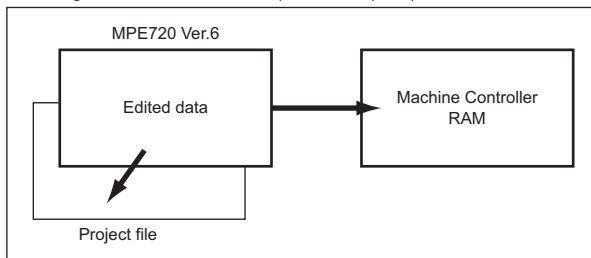 MPE720 Ver.6
Edited data
Machine Controller
RAM
Project file